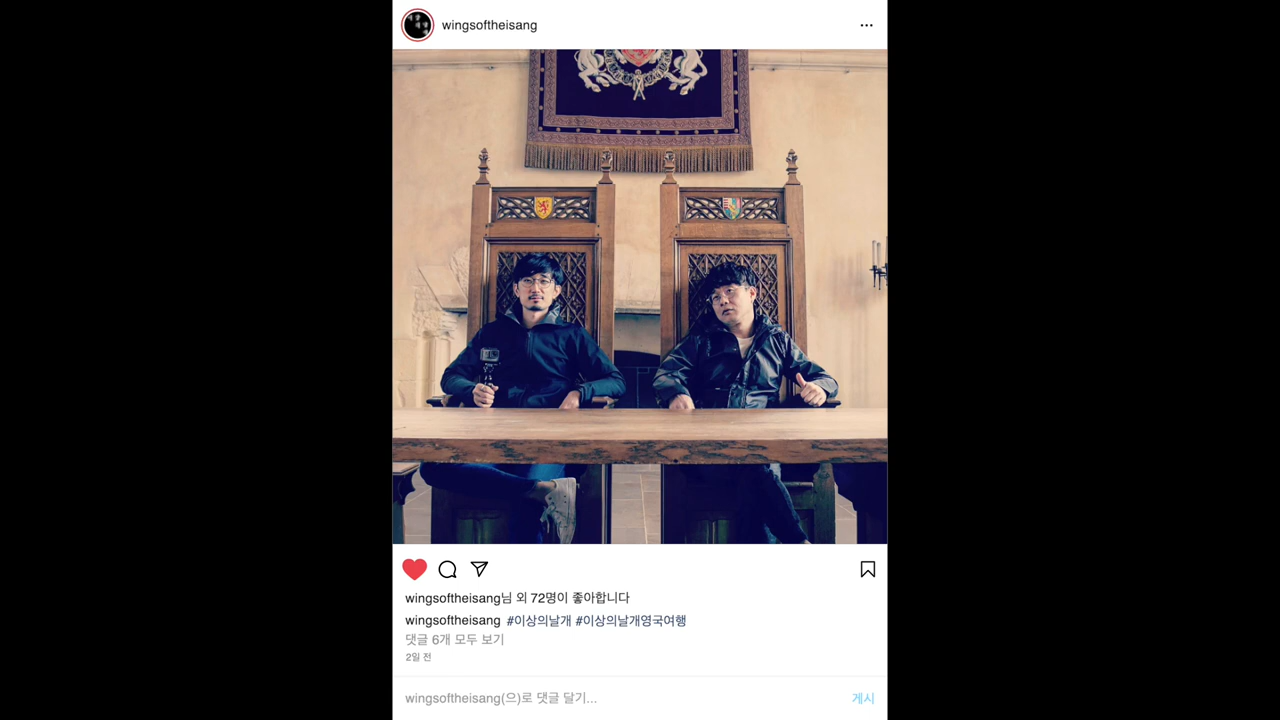 wingsoftheisang
wingsoftheisang님 외 72명이 좋아합니다
wingsoftheisang #이상의날개 #이상의날개영국여행
댓글 6개 모두 보기
2일 전
wingsoftheisang(으)로 댓글 달기...
게시